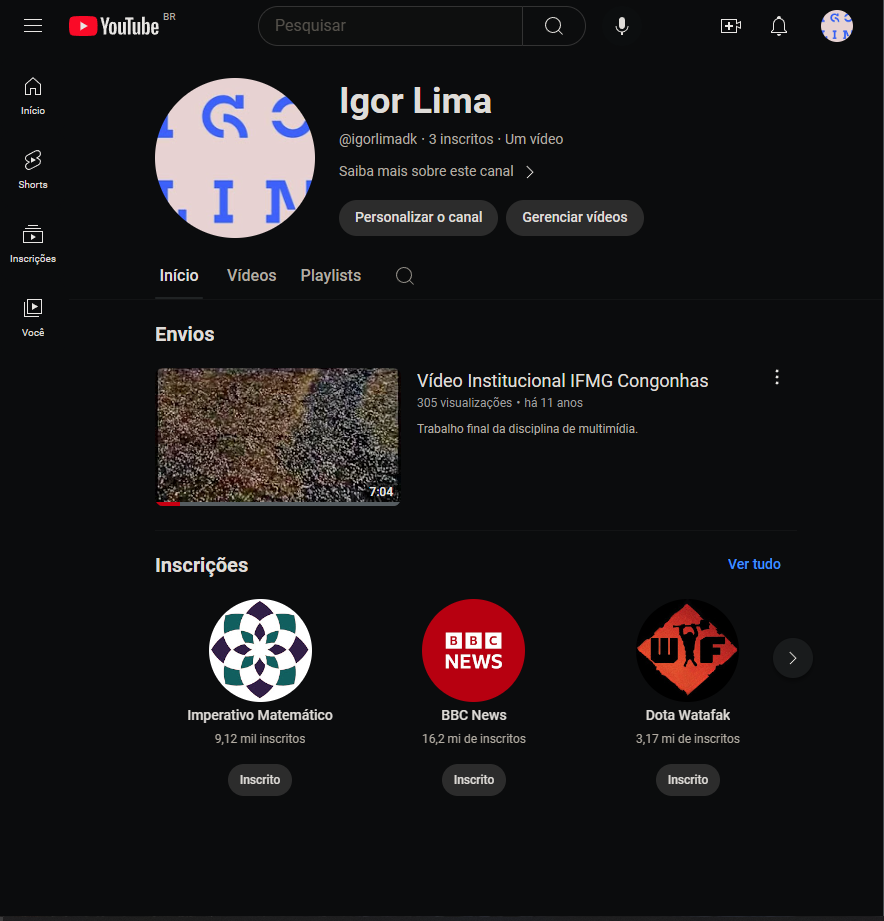 YouTube BR
Pesquisar
Início
Shorts
Inscrições
Você
Igor Lima
@igorlimadk · 3 inscritos · Um vídeo
Saiba mais sobre este canal
Personalizar o canal
Gerenciar vídeos
Início
Vídeos
Playlists
Envios
7:04
Vídeo Institucional IFMG Congonhas
305 visualizações • há 11 anos
Trabalho final da disciplina de multimídia.
Inscrições
Ver tudo
BBC
NEWS
WTF
Imperativo Matemático
BBC News
Dota Watafak
9,12 mil inscritos
16,2 mi de inscritos
3,17 mi de inscritos
Inscrito
Inscrito
Inscrito